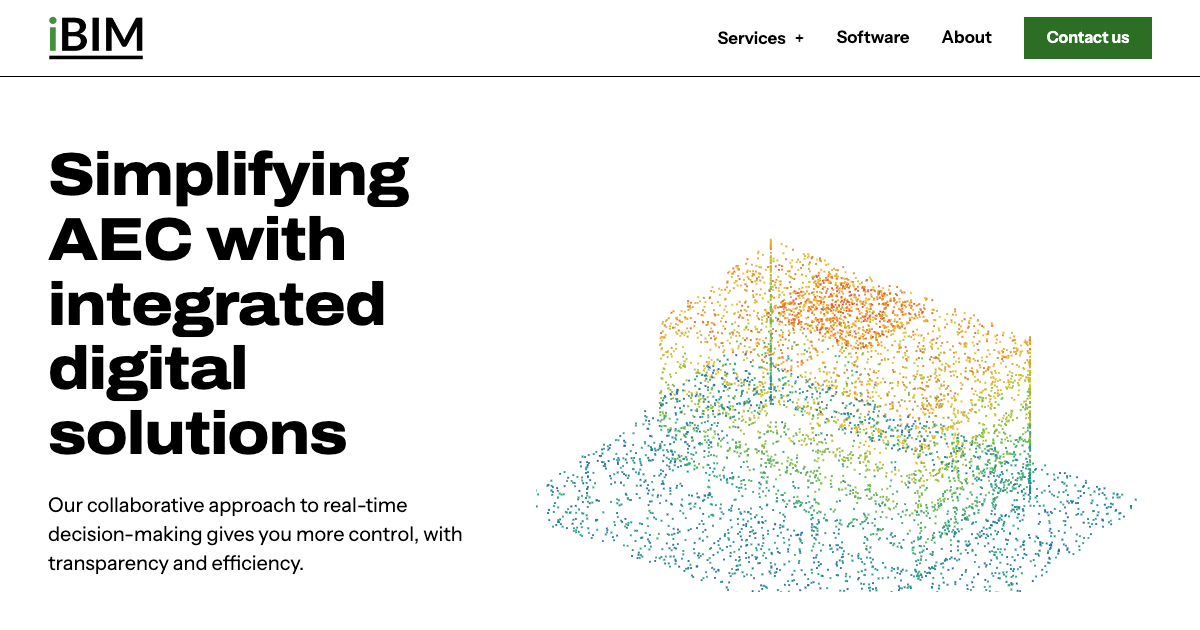 iBIM
Services +
Software
About
Contact us
Simplifying
AEC with
integrated
digital
solutions
Our collaborative approach to real-time
decision-making gives you more control, with
transparency and efficiency.